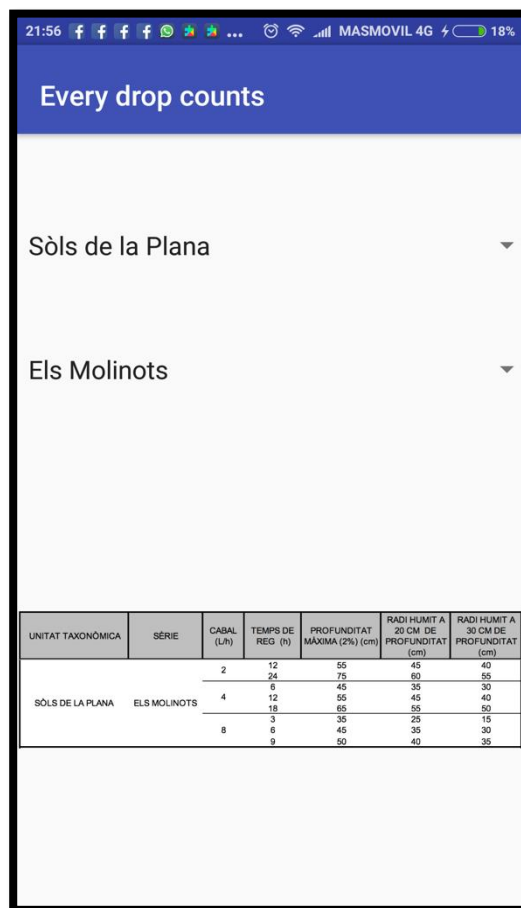 21:56 ... MASMOVIL 4G 18%
Every drop counts
Sòls de la Plana
Els Molinots
UNITAT TAXONÒMICA SÈRIE CABAL (L/h) TEMPS DE REG (h) PROFUNDITAT MÀXIMA (2%) (cm) RADI HUMIT A 20 CM DE PROFUNDITAT (cm) RADI HUMIT A 30 CM DE PROFUNDITAT (cm)
SÒLS DE LA PLANA ELS MOLINOTS 2 12 55 45 40
24 75 60 55
4 6 45 35 30
12 55 45 40
18 65 55 50
8 3 35 25 15
6 45 35 30
9 50 40 35